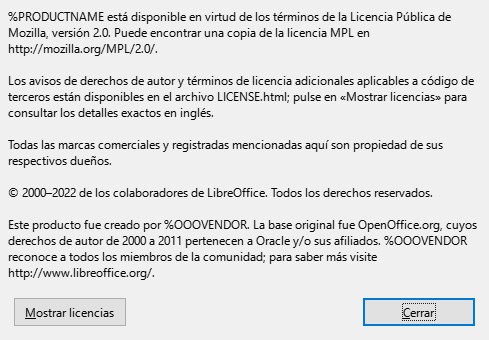 %PRODUCTNAME está disponible en virtud de los términos de la Licencia Pública de
Mozilla, versión 2.0. Puede encontrar una copia de la licencia MPL en
http://mozilla.org/MPL/2.0/.
Los avisos de derechos de autor y términos de licencia adicionales aplicables a código de
terceros están disponibles en el archivo LICENSE.html; pulse en «Mostrar licencias» para
consultar los detalles exactos en inglés.
Todas las marcas comerciales y registradas mencionadas aquí son propiedad de sus
respectivos dueños.
© 2000–2022 de los colaboradores de LibreOffice. Todos los derechos reservados.
Este producto fue creado por %OOOVENDOR. La base original fue OpenOffice.org, cuyos
derechos de autor de 2000 a 2011 pertenecen a Oracle y/o sus afiliados. %OOOVENDOR
reconoce a todos los miembros de la comunidad; para saber más visite
http://www.libreoffice.org/.
Mostrar licencias
Cerrar